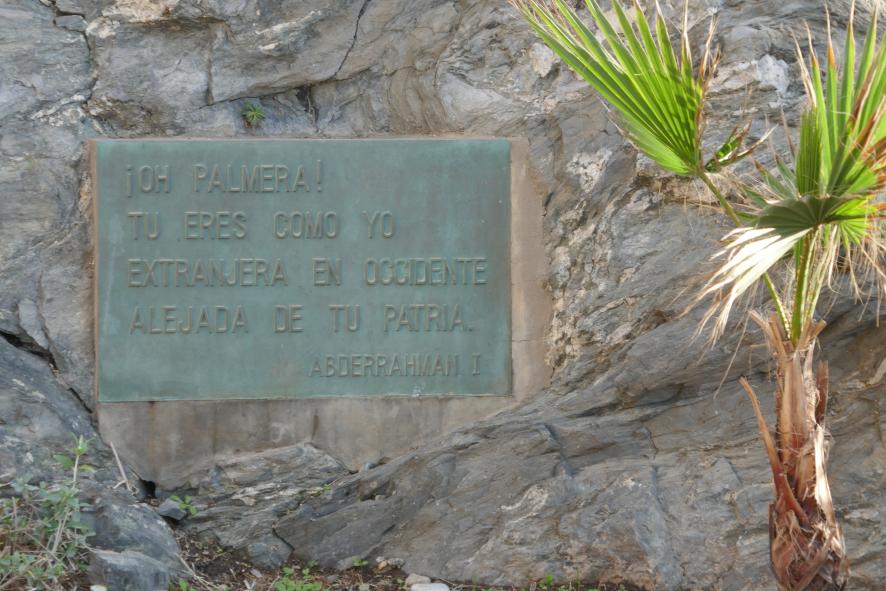 ¡OH PALMERA!
TU ERES COMO YO
EXTRANJERA EN OCCIDENTE
ALEJADA DE TU PATRIA.
ABDERRAHMAN I